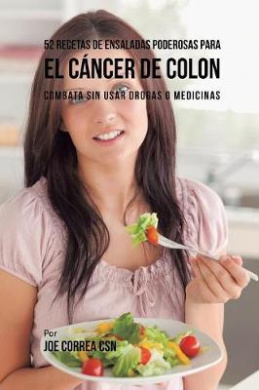 52 RECETAS DE ENSALADAS PODEROSAS PARA
EL CÁNCER DE COLON
COMBATA SIN USAR DROGAS O MEDICINAS
Por
JOE CORREA CSN